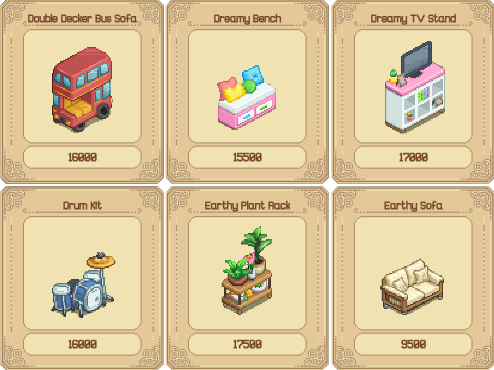 Double Decker Bus Sofa
Dreamy Bench
Dreamy TV Stand
16000
15500
17000
Drum Kit
Earthy Plant Rack
Earthy Sofa
16000
17500
9500